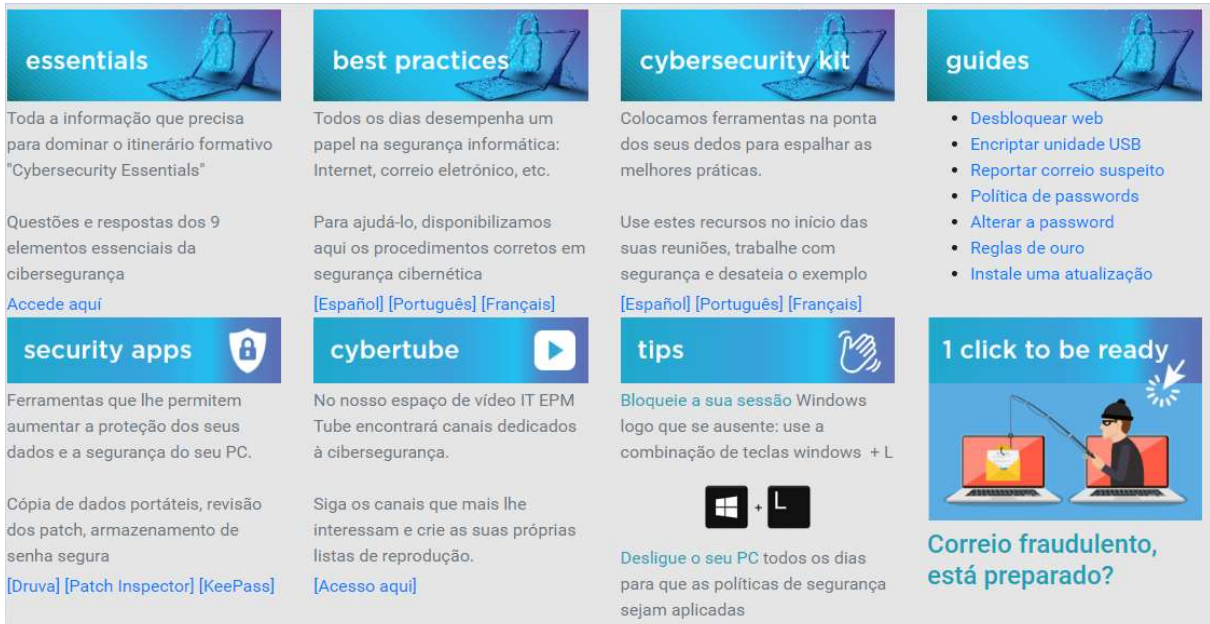 essentials
Toda a informação que precisa
para dominar o itinerário formativo
"Cybersecurity Essentials"
Questões e respostas dos 9
elementos essenciais da
cibersegurança
Accede aquí
best practices
Todos os dias desempenha um
papel na segurança informática:
Internet, correio eletrónico, etc.
Para ajudá-lo, disponibilizamos
aqui os procedimentos corretos em
segurança cibernética
[Español] [Português] [Français]
cybersecurity kit
Colocamos ferramentas na ponta
dos seus dedos para espalhar as
melhores práticas.
Use estes recursos no início das
suas reuniões, trabalhe com
segurança e desateia o exemplo
[Español] [Português] [Français]
guides
Desbloquear web
Encriptar unidade USB
Reportar correio suspeito
Política de passwords
Alterar a password
Reglas de ouro
Instale uma atualização
security apps
Ferramentas que lhe permitem
aumentar a proteção dos seus
dados e a segurança do seu PC.
Cópia de dados portáteis, revisão
dos patch, armazenamento de
senha segura
[Druva] [Patch Inspector] [KeePass]
cybertube
No nosso espaço de vídeo IT EPM
Tube encontrará canais dedicados
à cibersegurança.
Siga os canais que mais lhe
interessam e crie as suas próprias
listas de reprodução.
[Acesso aqui]
tips
Bloqueie a sua sessão Windows
logo que se ausente: use a
combinação de teclas windows + L
+ L
Desligue o seu PC todos os dias
para que as políticas de segurança
sejam aplicadas
1 click to be ready
Correio fraudulento,
está preparado?